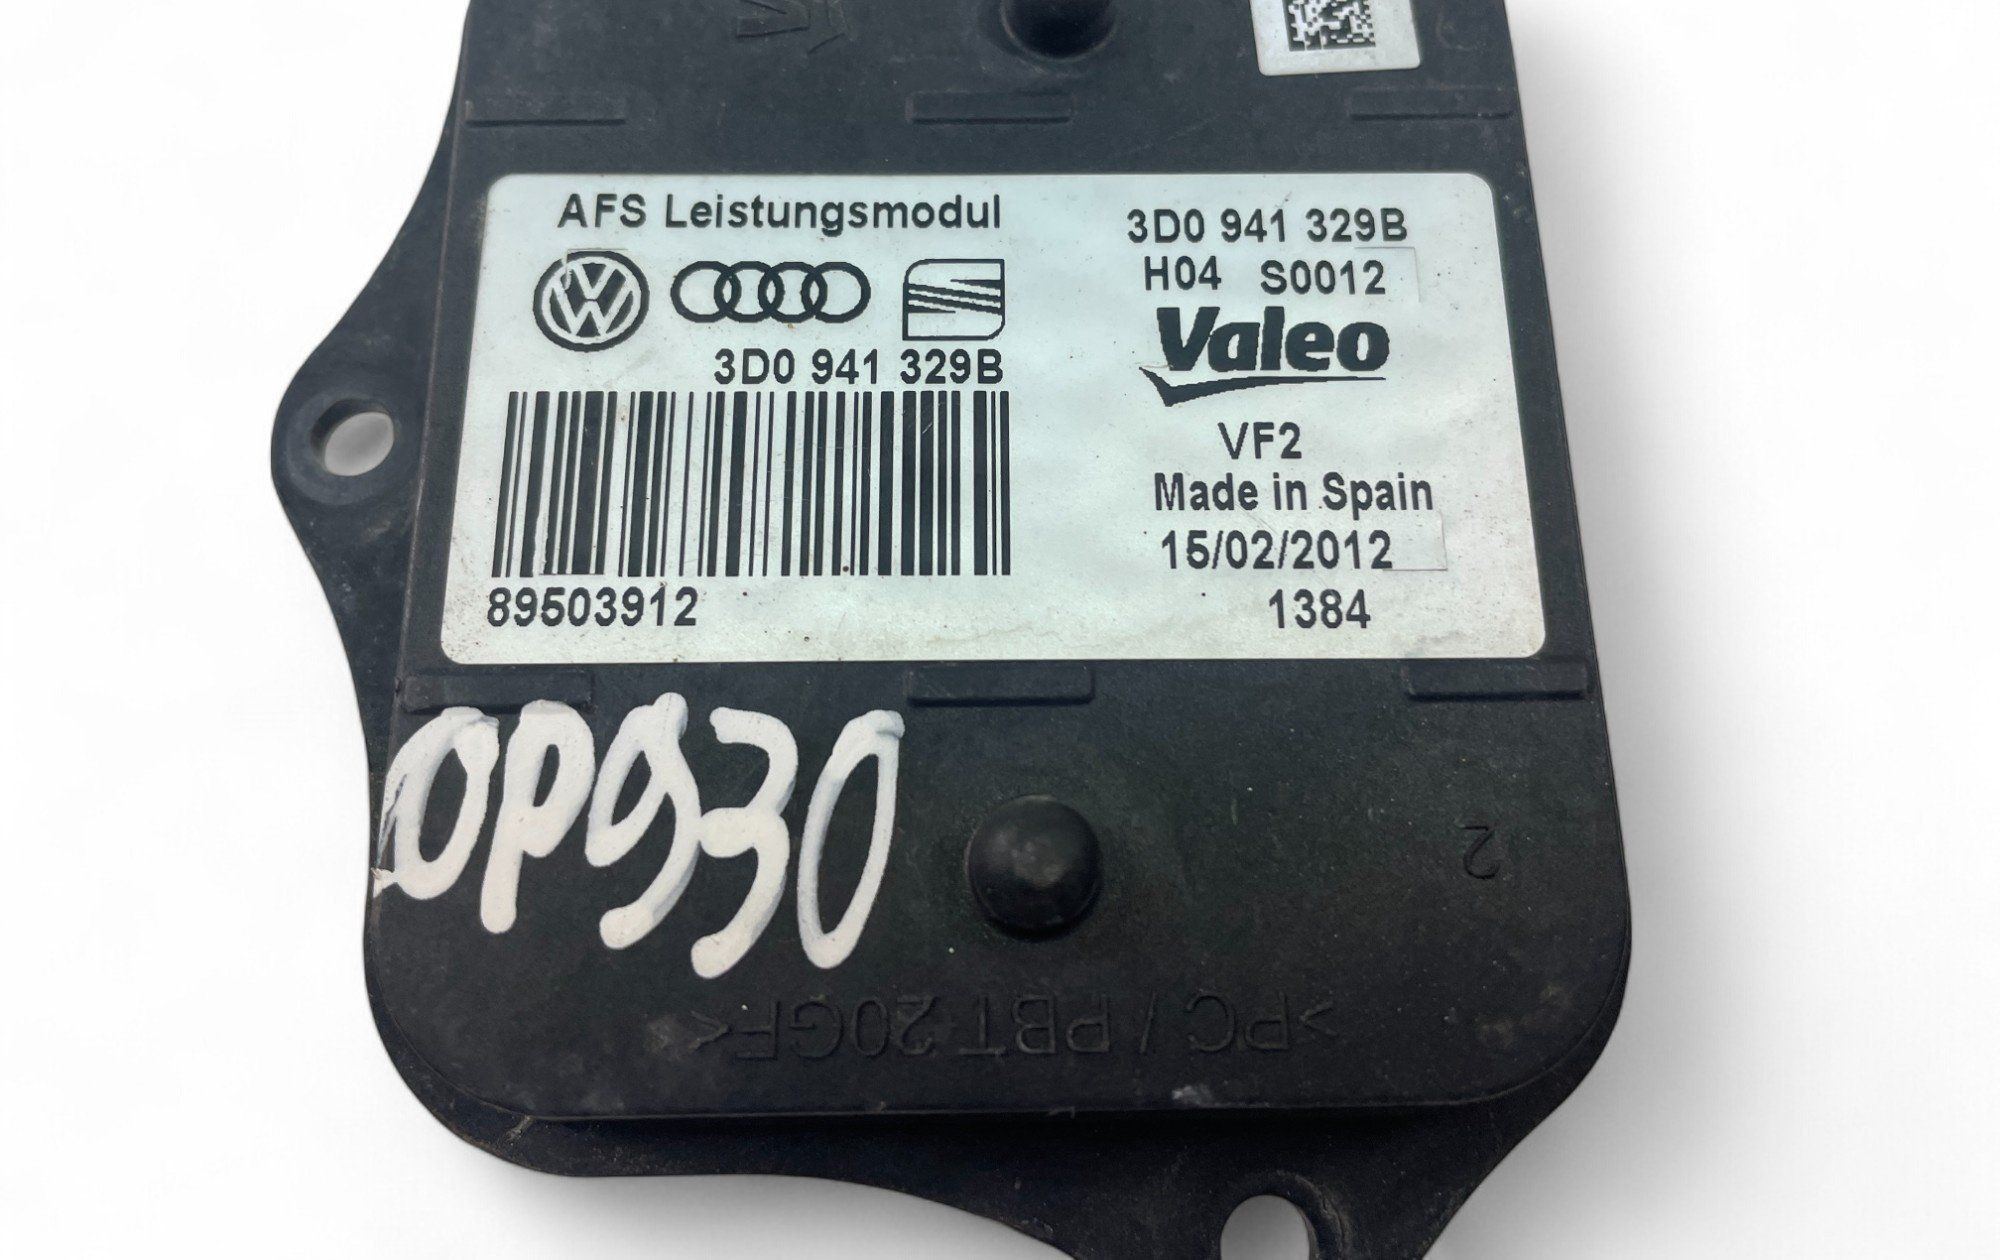 AFS Leistungsmodul
3D0 941 329B
89503912
3D0 941 329B
H04 S0012
Valeo
VF2
Made in Spain
15/02/2012
1384
OP930
2
>PC / PBT 20GF<